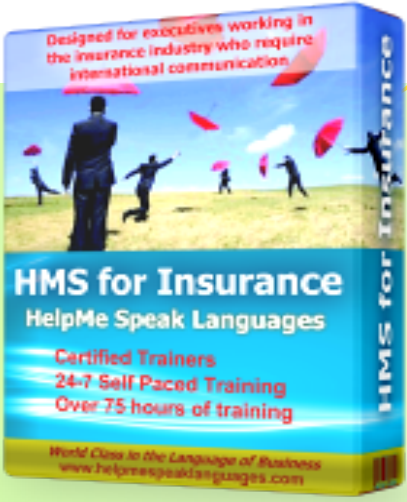 Designed for executives working in
the insurance industry who require
international communication
HMS for Insurance
HelpMe Speak Languages
Certified Trainers
24-7 Self Paced Training
Over 75 hours of training
World Class in the Language of Business
www.helpmespeaklanguages.com
HMS for Insurance